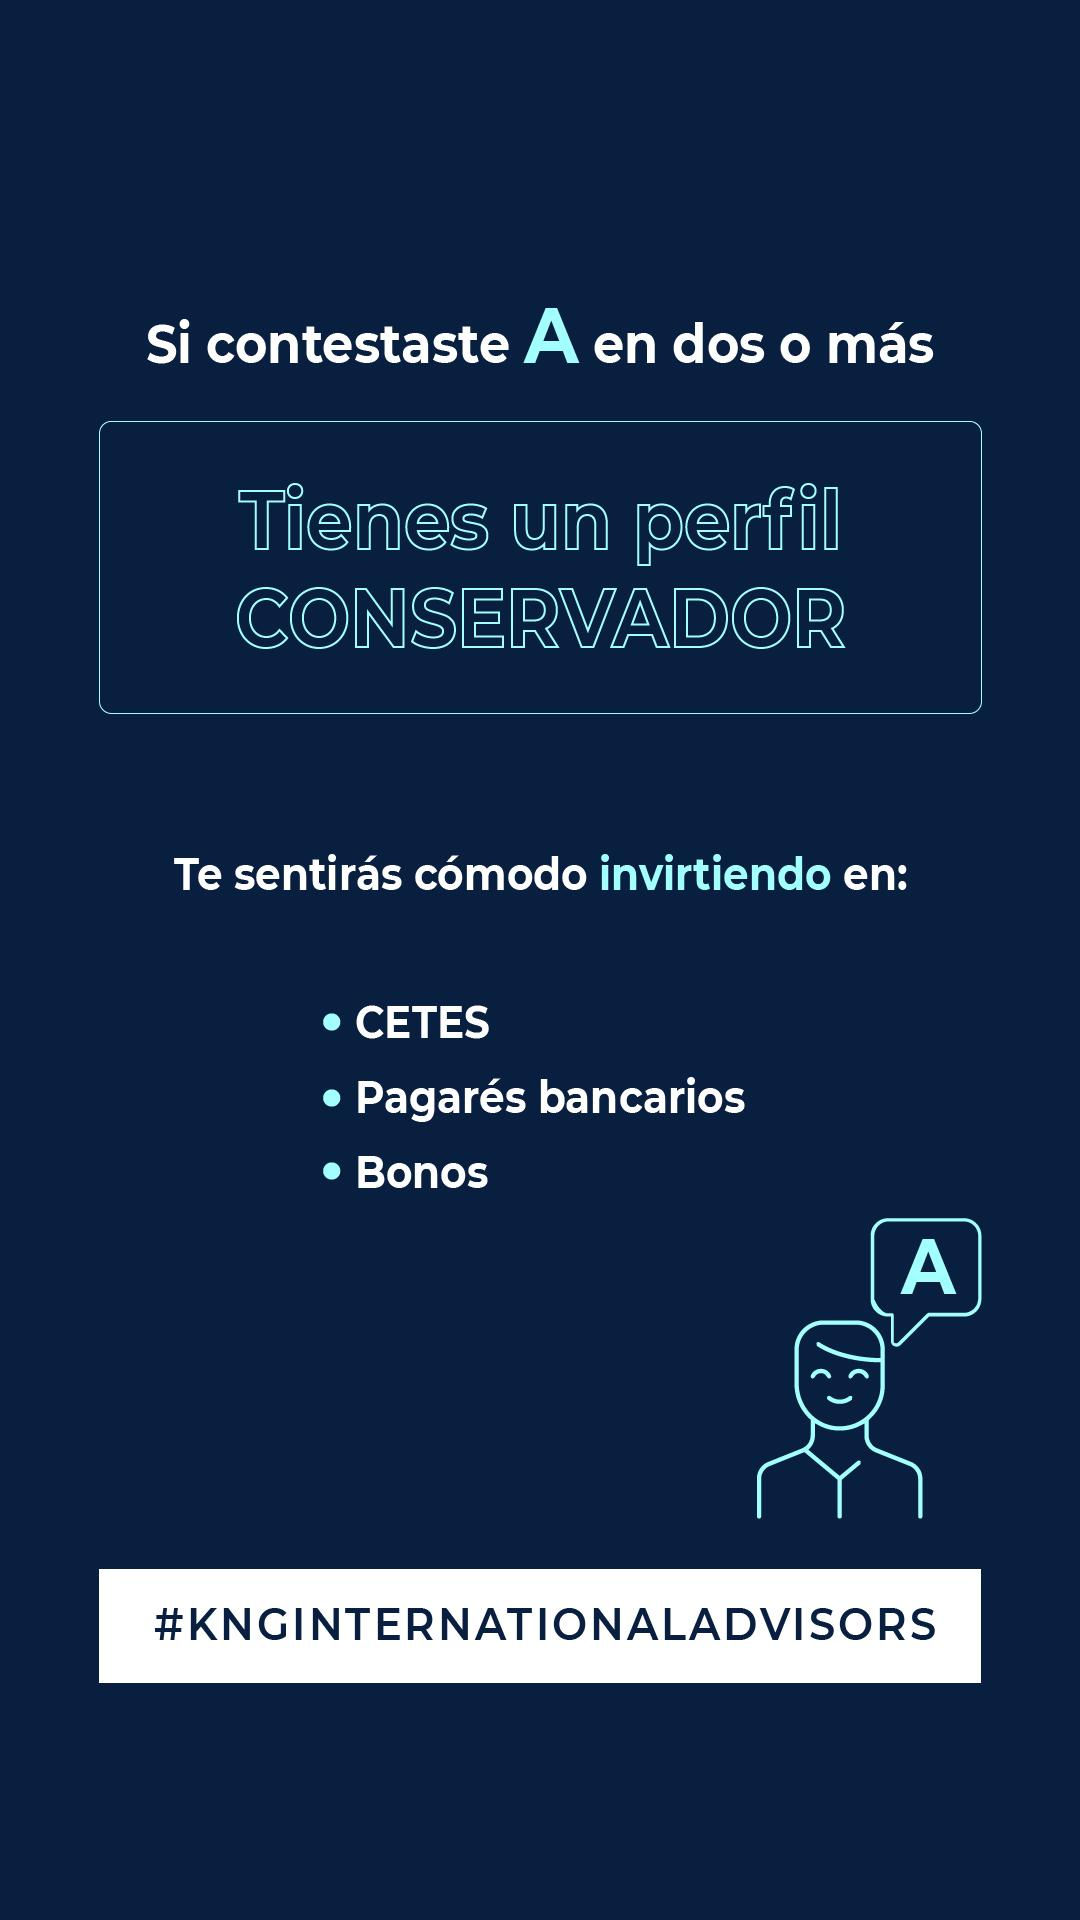 Si contestaste A en dos o más
Tienes un perfil
CONSERVADOR
Te sentirás cómodo invirtiendo en:
• CETES
• Pagarés bancarios
• Bonos
A
#KNGINTERNATIONALADVISORS